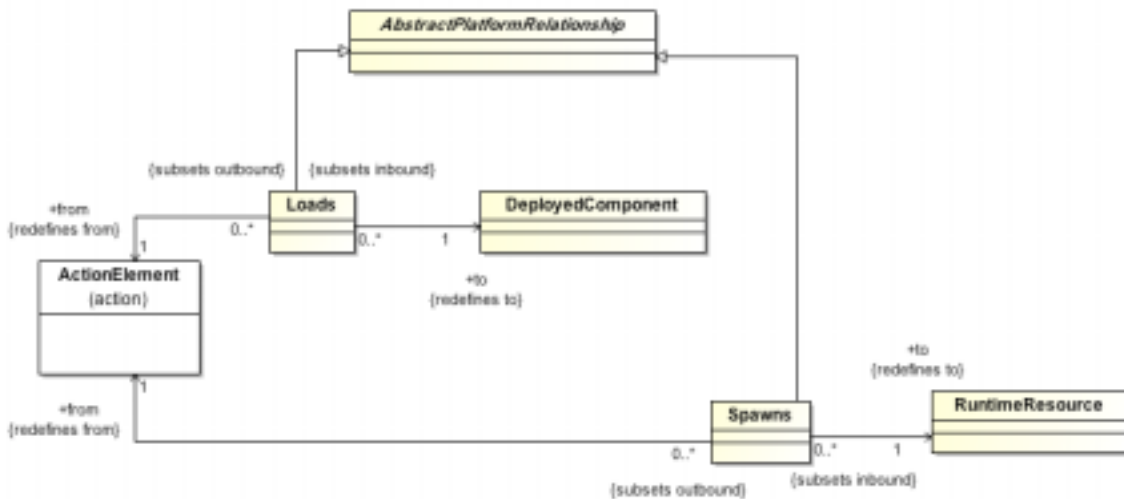 AbstractPlatformRelationship
{subsets outbound}
{subsets inbound}
Loads
DeployedComponent
+from
{redefines from}
0..*
0..*
1
1
+to
{redefines to}
ActionElement
(action)
1
+from
{redefines from}
+to
{redefines to}
Spawns
RuntimeResource
0..*
0..*
1
{subsets outbound}
{subsets inbound}